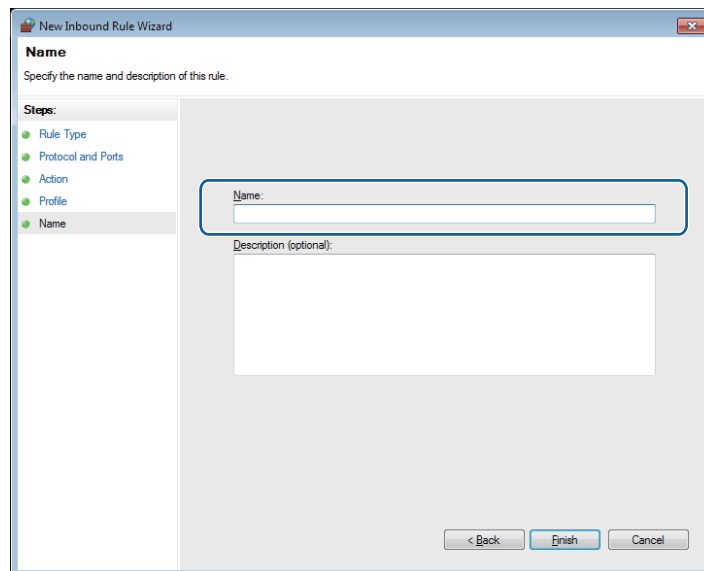 New Inbound Rule Wizard
Name
Specify the name and description of this rule.
Steps:
Rule Type
Protocol and Ports
Action
Profile
Name
Name:
Description (optional):
< Back
Finish
Cancel